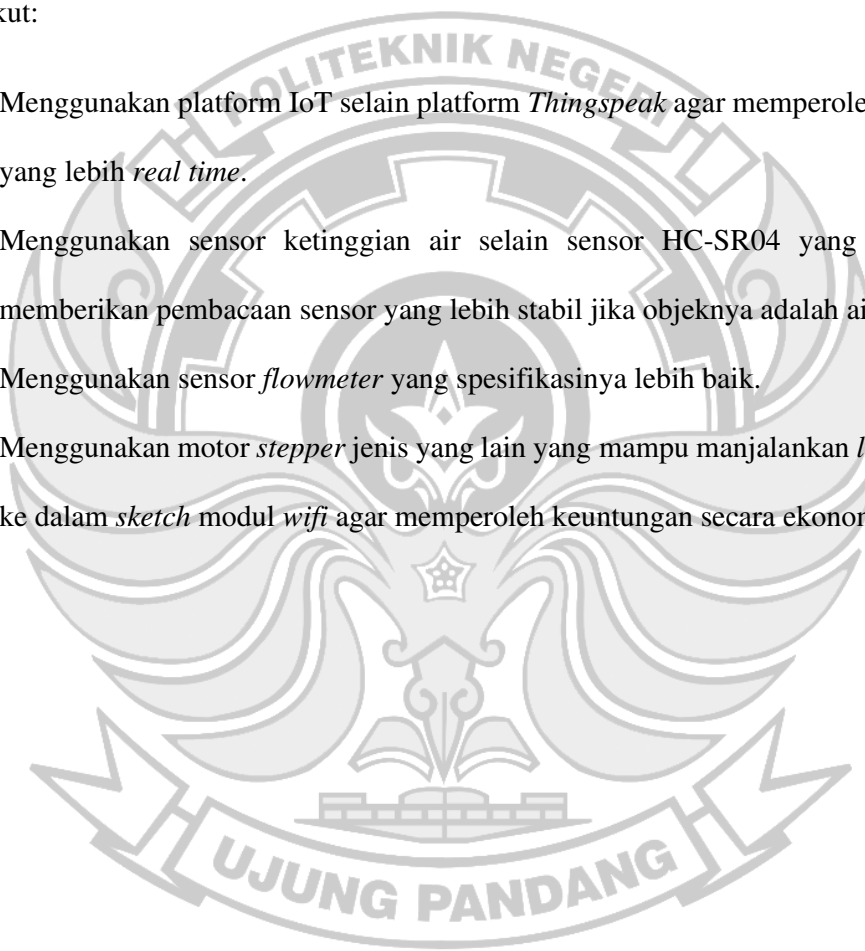 kut:
POLITEKNIK NEGERI
Menggunakan platform IoT selain platform Thingspeak agar memperole
yang lebih real time.
Menggunakan sensor ketinggian air selain sensor HC-SR04 yang
memberikan pembacaan sensor yang lebih stabil jika objeknya adalah ai
Menggunakan sensor flowmeter yang spesifikasinya lebih baik.
Menggunakan motor stepper jenis yang lain yang mampu manjalankan l
ke dalam sketch modul wifi agar memperoleh keuntungan secara ekonor
UJUNG PANDANG